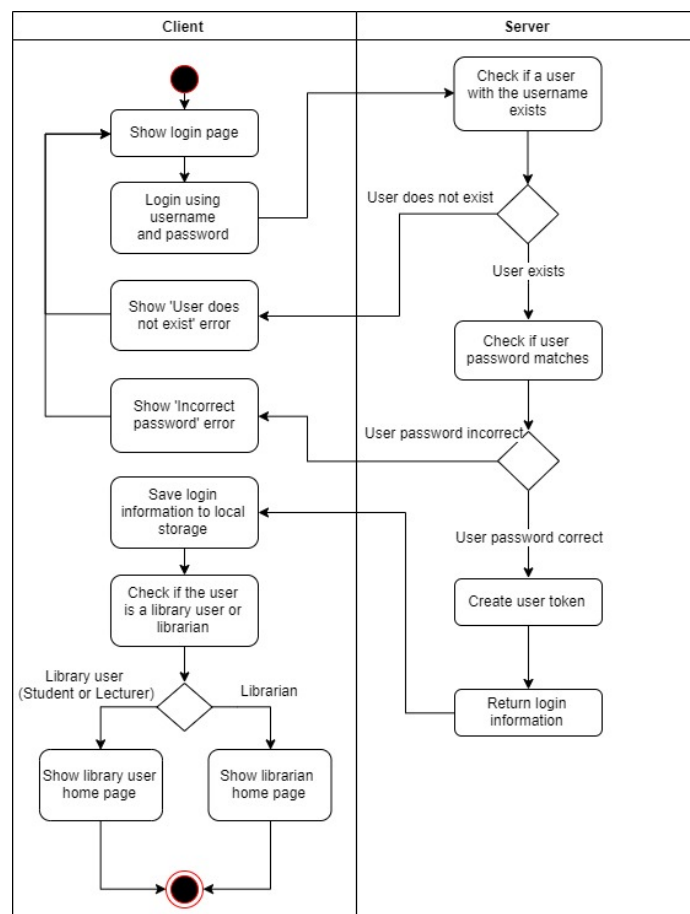 Client
Server
Show login page
Login using
username
and password
Check if a user
with the username
exists
User does not exist
User exists
Show 'User does
not exist' error
Check if user
password matches
Show 'Incorrect
password' error
User password incorrect
Save login
information to local
storage
User password correct
Check if the user
is a library user or
librarian
Create user token
Library user
(Student or Lecturer)
Librarian
Return login
information
Show library user
home page
Show librarian
home page